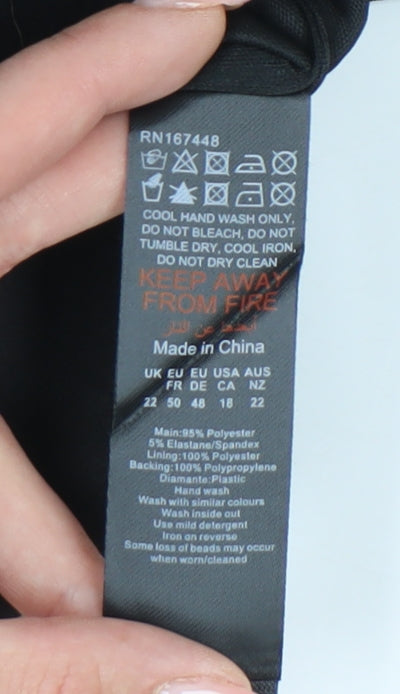 RN167448
COOL HAND WASH ONLY,
DO NOT BLEACH, DO NOT
TUMBLE DRY, COOL IRON,
DO NOT DRY CLEAN
KEEP AWAY
FROM FIRE
ابعدها عن النار
Made in China
UK EU EU USA AUS
FR DE CA NZ
22 50 48 18 22
Main:95% Polyester
5% Elastane/Spandex
Lining:100% Polyester
Backing:100% Polypropylene
Diamante:Plastic
Hand wash
Wash with similar colours
Wash inside out
Use mild detergent
Iron on reverse
Some loss of beads may occur
when worn/cleaned